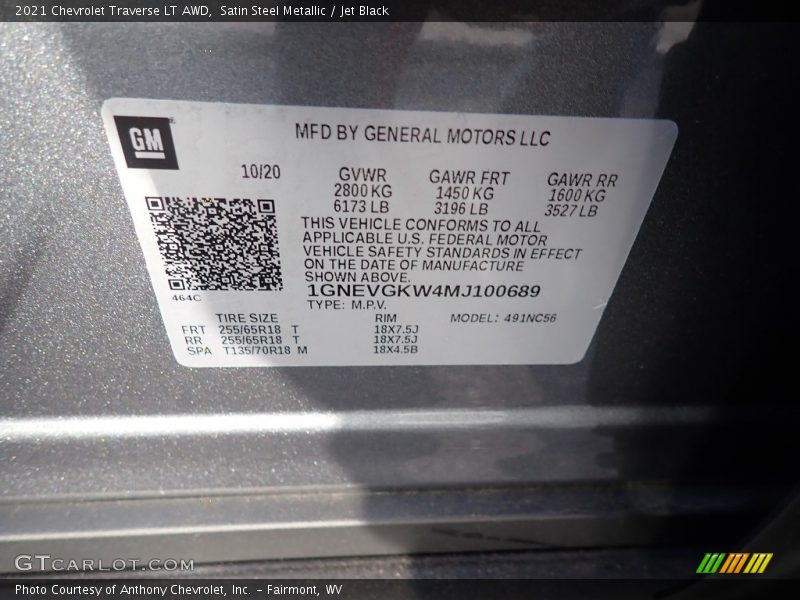 2021 Chevrolet Traverse LT AWD,  Satin Steel Metallic / Jet Black
GM
MFD BY GENERAL MOTORS LLC
10/20
GVWR GAWR FRT GAWR RR
2800 KG 1450 KG 1600 KG
6173 LB 3196 LB 3527 LB
THIS VEHICLE CONFORMS TO ALL
APPLICABLE U.S. FEDERAL MOTOR
VEHICLE SAFETY STANDARDS IN EFFECT
ON THE DATE OF MANUFACTURE
SHOWN ABOVE.
1GNEVGKW4MJ100689
464C
TYPE: M.P.V.
TIRE SIZE RIM MODEL: 491NC56
FRT 255/65R18 T 18X7.5J
RR 255/65R18 T 18X7.5J
SPA T135/70R18 M 18X4.5B
GTCARLOT.COM
Photo Courtesy of Anthony Chevrolet, Inc. – Fairmont, WV